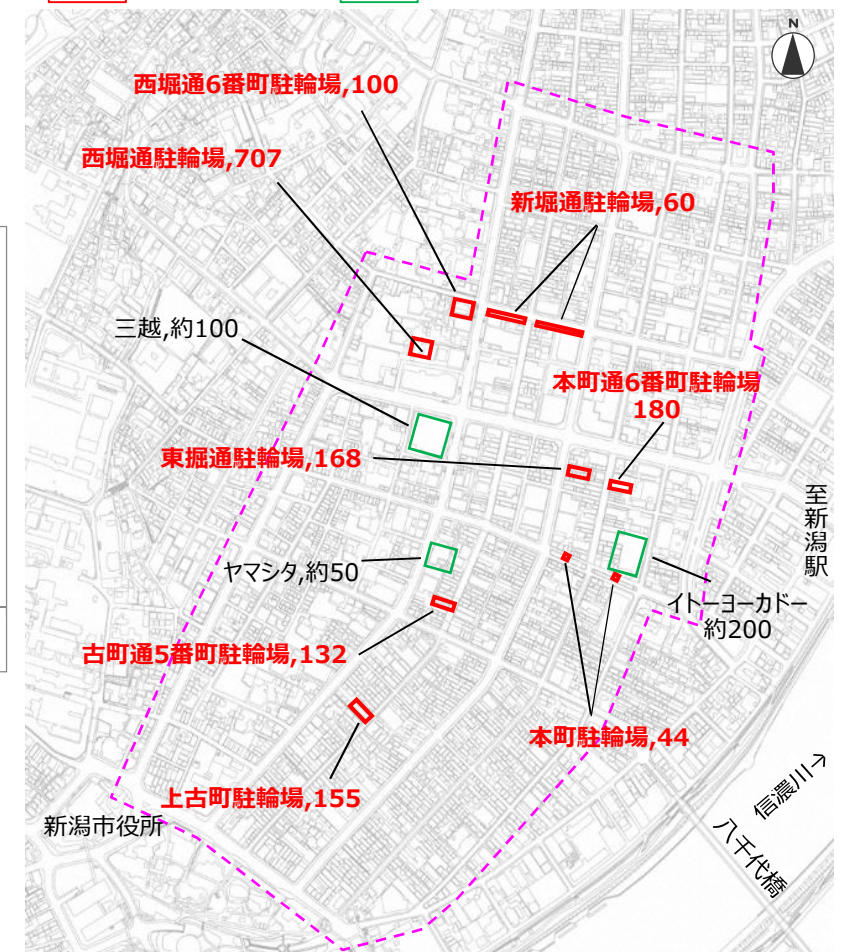 N
西堀通6番町駐輪場,100
西堀通駐輪場,707
新堀通駐輪場,60
三越,約100
本町通6番町駐輪場
180
東掘通駐輪場,168
至新潟駅
ヤマシタ,約50
イトーヨーカドー
約200
古町通5番町駐輪場,132
本町駐輪場,44
上古町駐輪場,155
信濃川→
新潟市役所
八千代橋